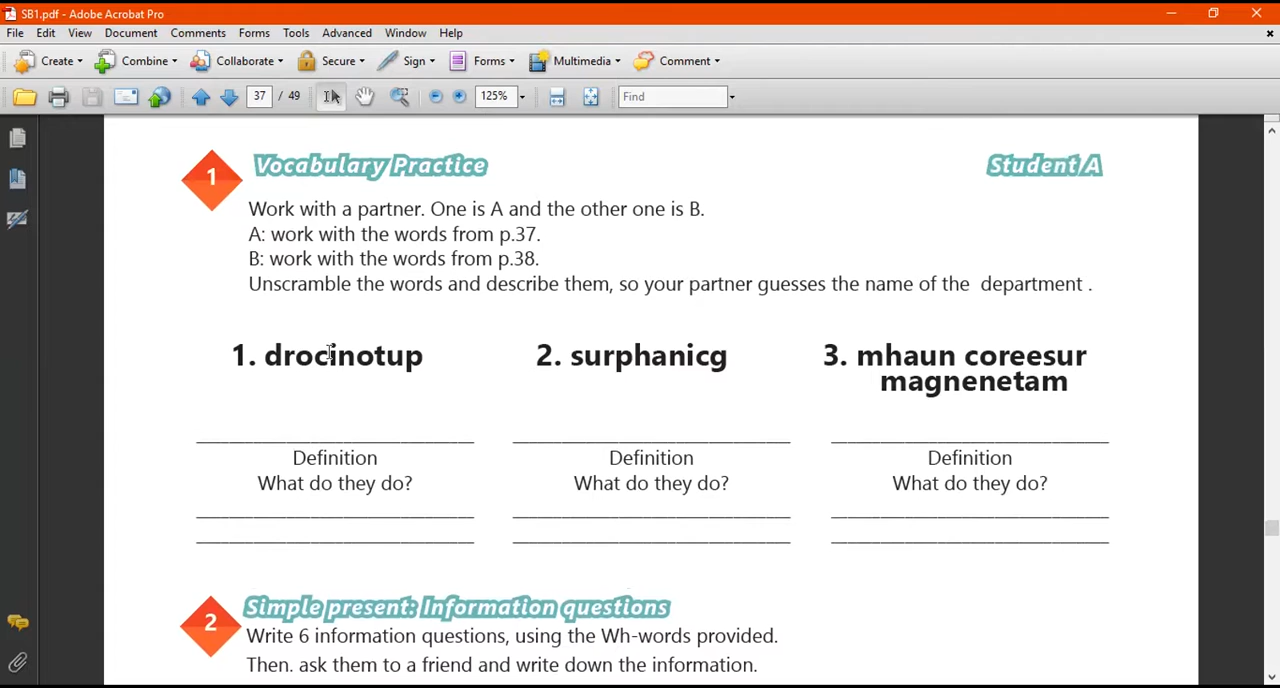 SB1.pdf - Adobe Acrobat Pro
File Edit View Document Comments Forms Tools Advanced Window Help
Create Combine Collaborate Secure Sign Forms Multimedia Comment
37 / 49 125% Find
1 Vocabulary Practice Student A
Work with a partner. One is A and the other one is B.
A: work with the words from p.37.
B: work with the words from p.38.
Unscramble the words and describe them, so your partner guesses the name of the department .
1. drocinotup 2. surphanicg 3. mhaun coreesur
magnenetam
Definition Definition Definition
What do they do? What do they do? What do they do?
2 Simple present: Information questions
Write 6 information questions, using the Wh-words provided.
Then. ask them to a friend and write down the information.